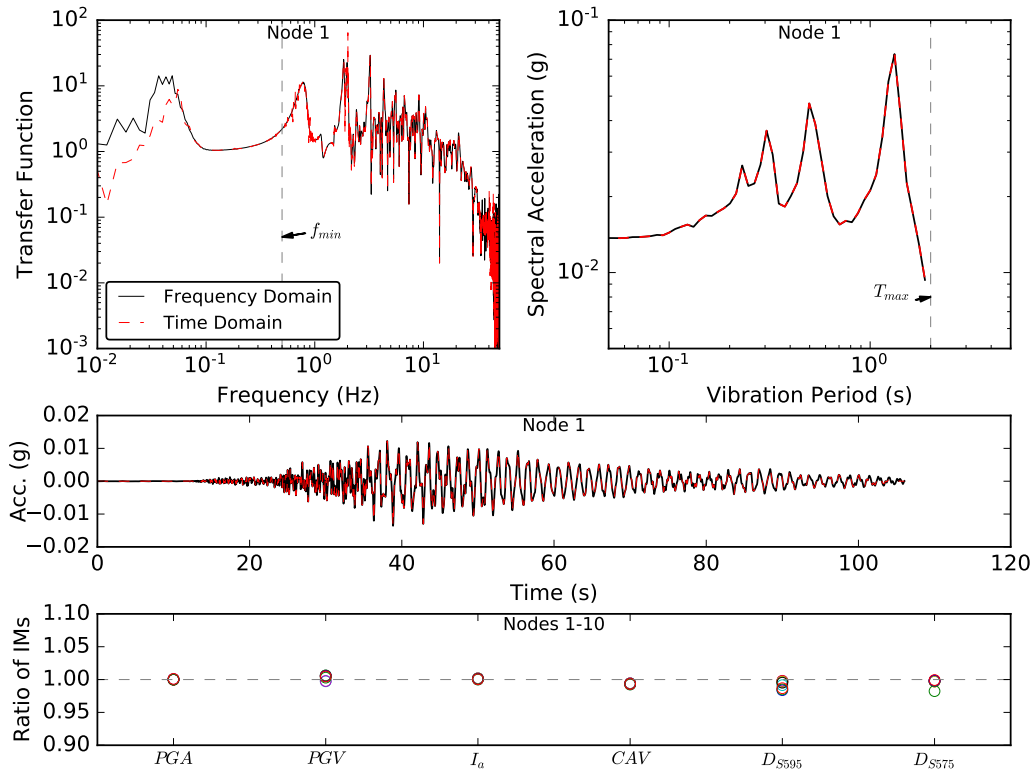 Node 1
Transfer Function
10^2
10^1
10^0
10^-1
10^-2
10^-3
f_min
Frequency Domain
Time Domain
10^-2 10^-1 10^0 10^1
Frequency (Hz)
Node 1
Spectral Acceleration (g)
10^-1
10^-2
T_max
10^-1 10^0
Vibration Period (s)
Node 1
Acc. (g)
0.02
0.01
0.00
−0.01
−0.02
0 20 40 60 80 100 120
Time (s)
Nodes 1-10
Ratio of IMs
1.10
1.05
1.00
0.95
0.90
PGA PGV I_a CAV D_S595 D_S575